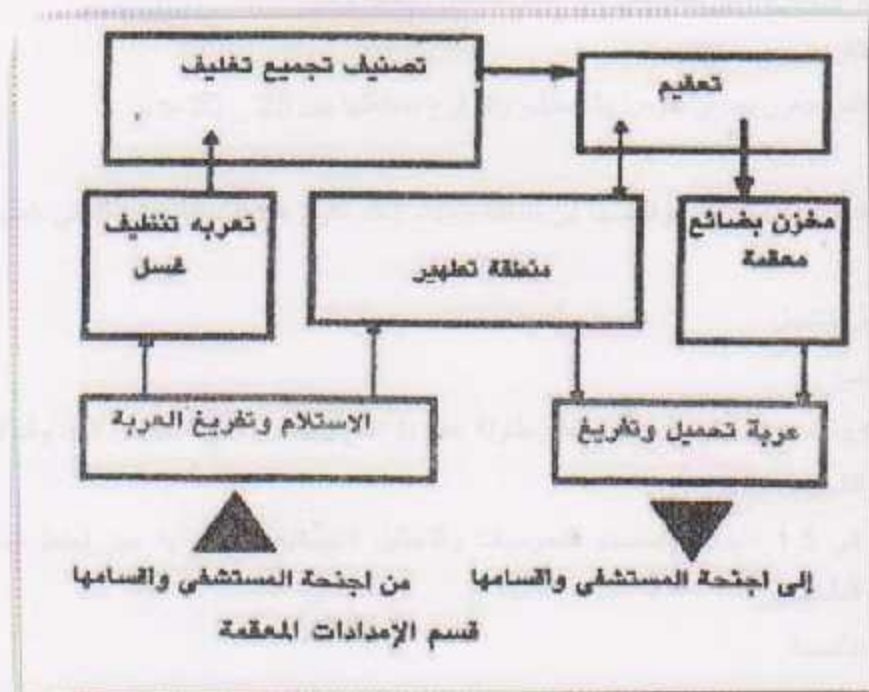 تصنيف تجميع تغليف
تعقيم
تعربه تنظيف
غسل
منطقة تطهير
مخزن بضائع
معقمة
الاستلام وتفريغ العربة
عربة تحميل وتفريغ
من اجنحة المستشفى واقسامها
إلى اجنحة المستشفى واقسامها
قسم الإمدادات المعقمة